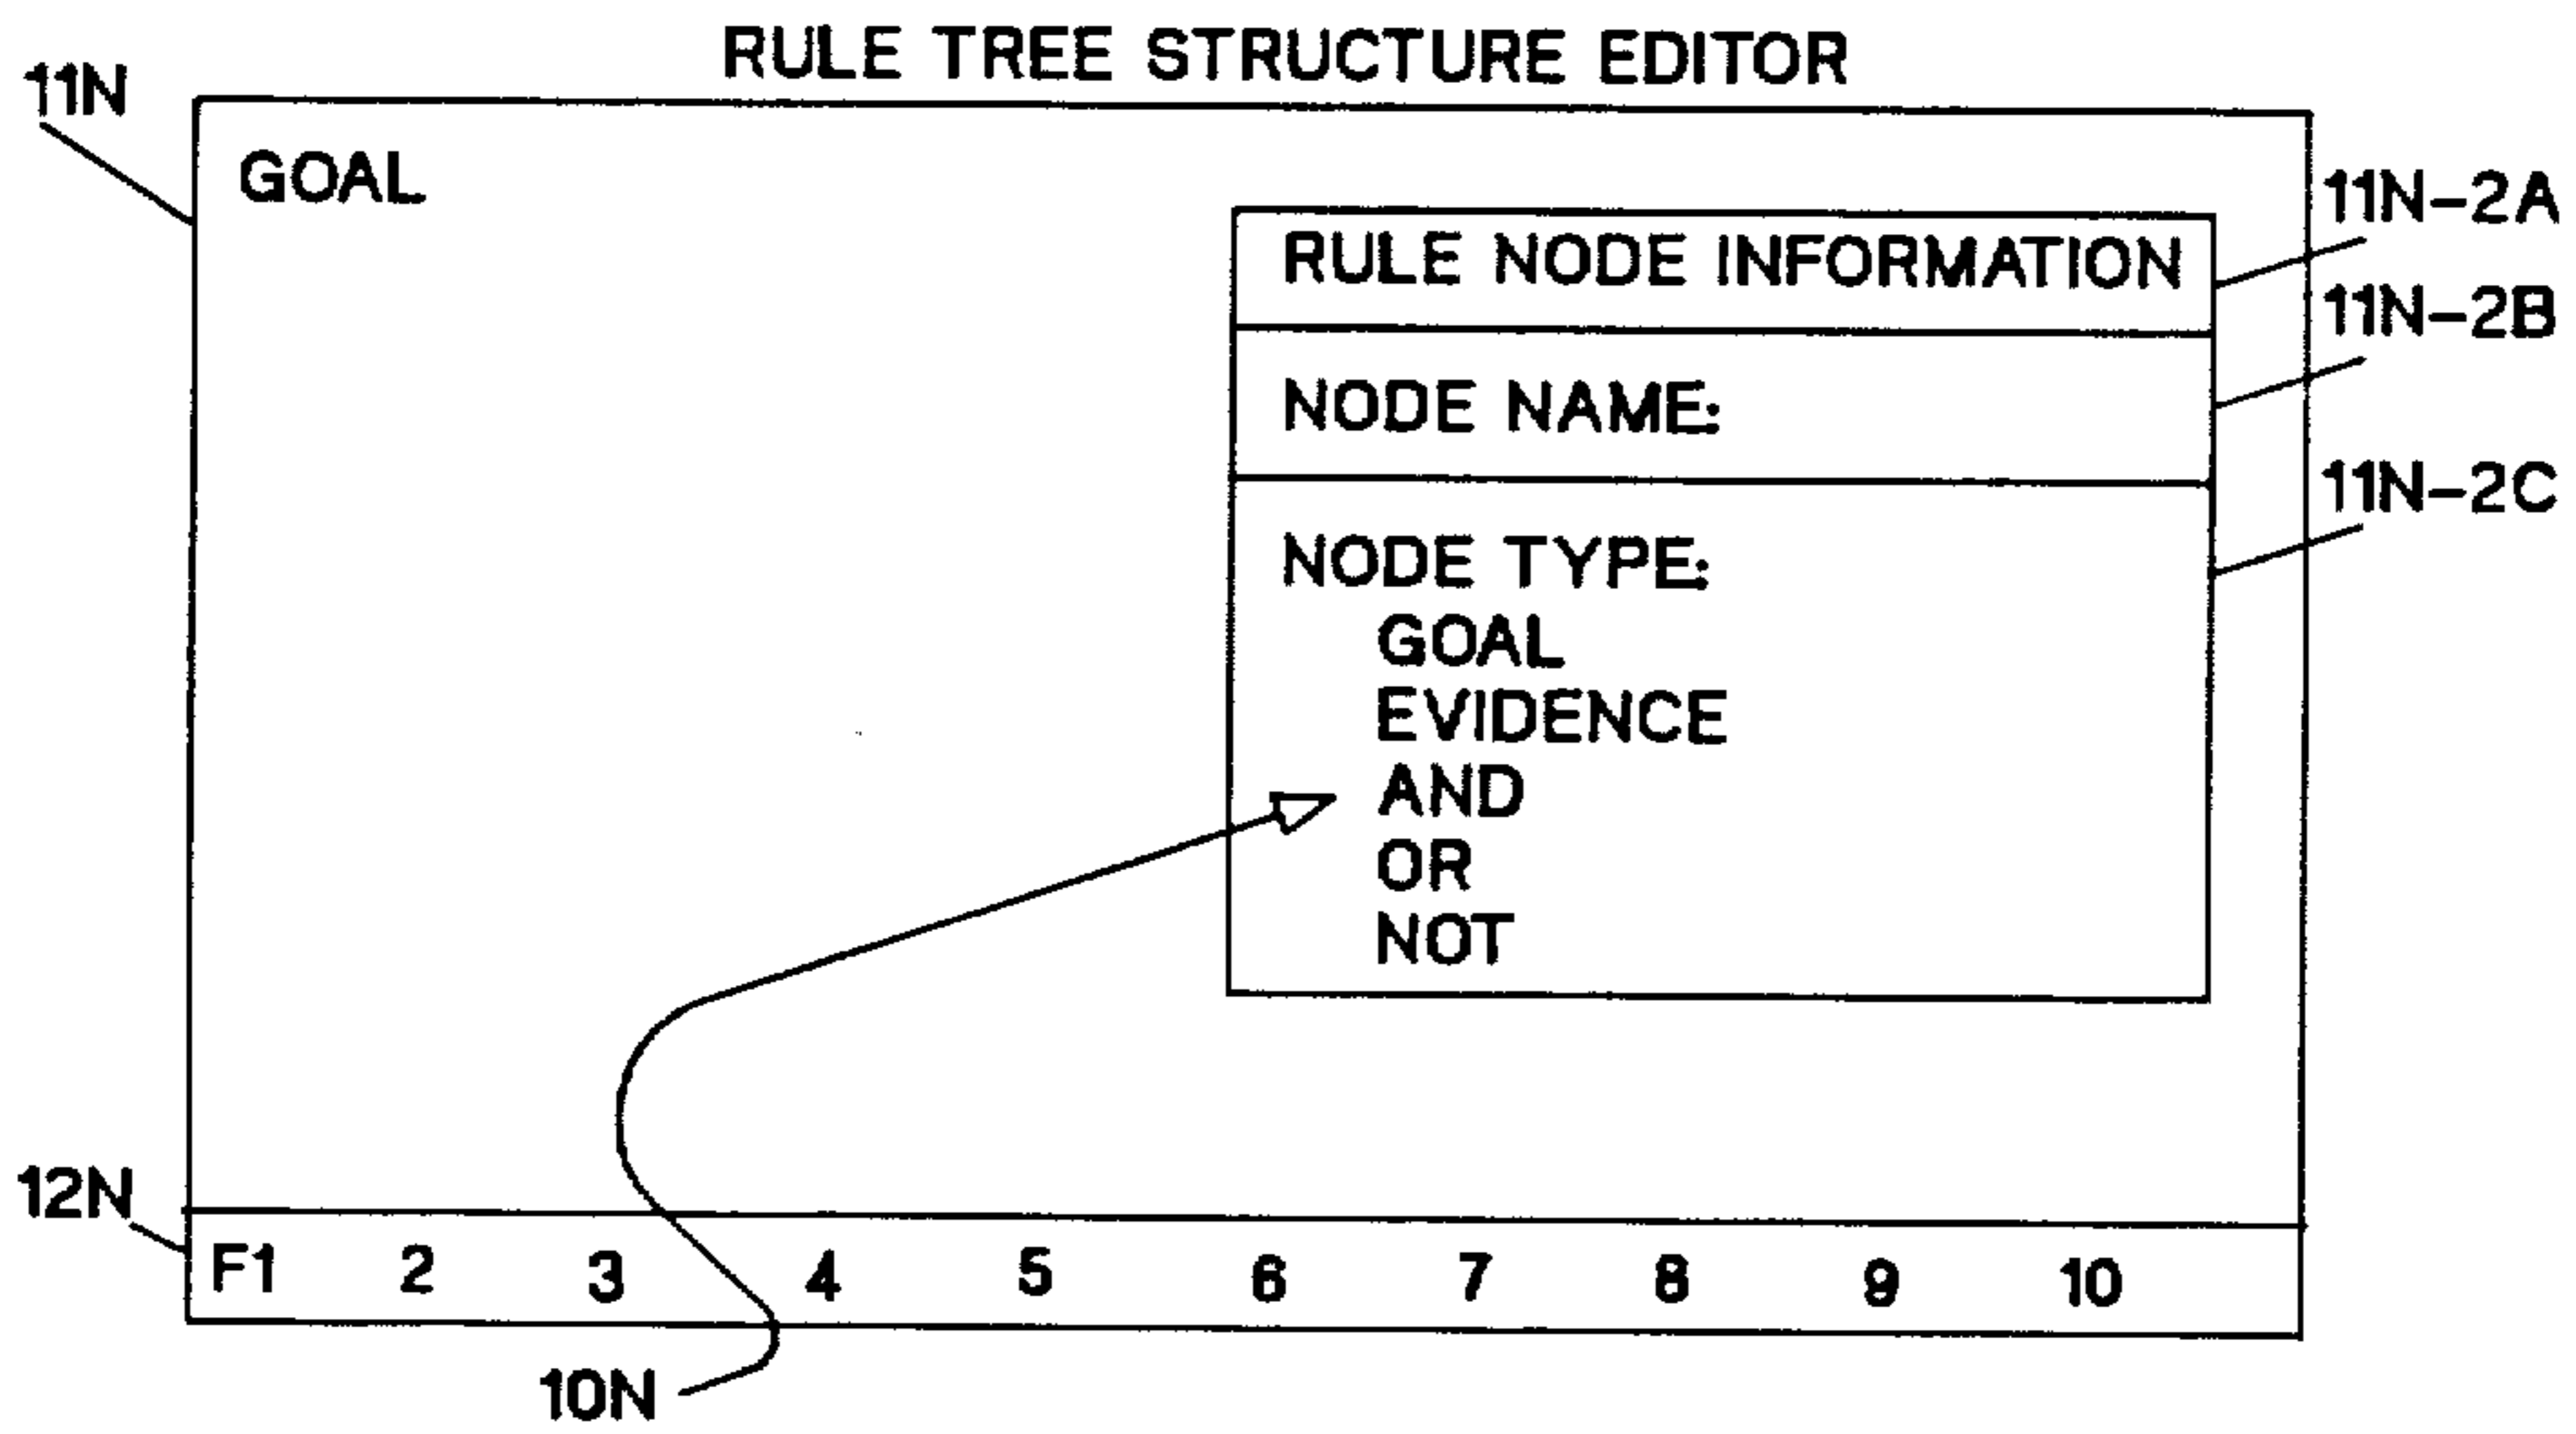 RULE TREE STRUCTURE EDITOR
11N
GOAL
11N-2A
RULE NODE INFORMATION
11N-2B
NODE NAME:
11N-2C
NODE TYPE:
GOAL
EVIDENCE
AND
OR
NOT
12N
F1 2 3 4 5 6 7 8 9 10
10N